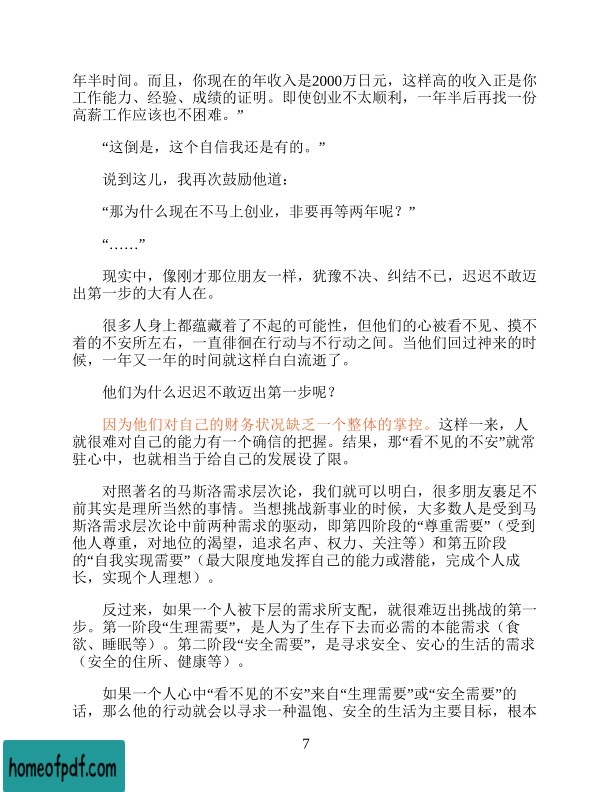 年半时间。而且，你现在的年收入是2000万日元，这样高的收入正是你
工作能力、经验、成绩的证明。即使创业不太顺利，一年半后再找一份
高薪工作应该也不困难。”
“这倒是，这个自信我还是有的。”
说到这儿，我再次鼓励他道：
“那为什么现在不马上创业，非要再等两年呢？”
“……”
现实中，像刚才那位朋友一样，犹豫不决、纠结不已，迟迟不敢迈
出第一步的大有人在。
很多人身上都蕴藏着了不起的可能性，但他们的心被看不见、摸不
着的不安所左右，一直徘徊在行动与不行动之间。当他们回过神来的时
候，一年又一年的时间就这样白白流逝了。
他们为什么迟迟不敢迈出第一步呢？
因为他们对自己的财务状况缺乏一个整体的掌控。这样一来，人
就很难对自己的能力有一个确信的把握。结果，那“看不见的不安”就常
驻心中，也就相当于给自己的发展设了限。
对照著名的马斯洛需求层次论，我们就可以明白，很多朋友裹足不
前其实是理所当然的事情。当想挑战新事业的时候，大多数人是受到马
斯洛需求层次论中前两种需求的驱动，即第四阶段的“尊重需要”（受到
他人尊重，对地位的渴望，追求名声、权力、关注等）和第五阶段
的“自我实现需要”（最大限度地发挥自己的能力或潜能，完成个人成
长，实现个人理想）。
反过来，如果一个人被下层的需求所支配，就很难迈出挑战的第一
步。第一阶段“生理需要”，是人为了生存下去而必需的本能需求（食
欲、睡眠等）。第二阶段“安全需要”，是寻求安全、安心的生活的需求
（安全的住所、健康等）。
如果一个人心中“看不见的不安”来自“生理需要”或“安全需要”的
话，那么他的行动就会以寻求一种温饱、安全的生活为主要目标，根本
7
homeofpdf.com